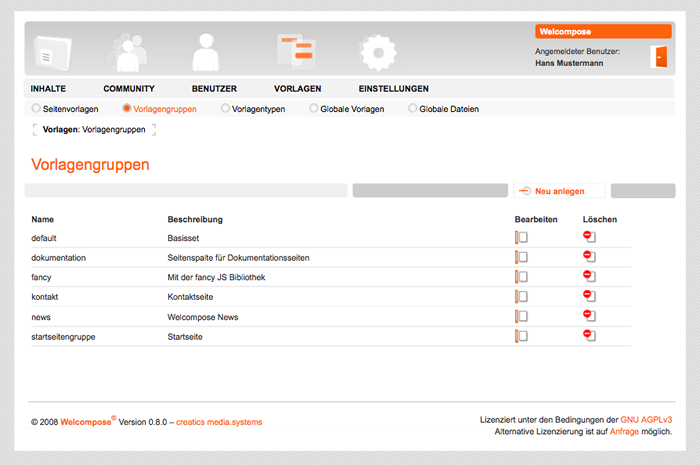 Welcompose
Angemeldeter Benutzer:
Hans Mustermann
INHALTE COMMUNITY BENUTZER VORLAGEN EINSTELLUNGEN
Seitenvorlagen Vorlagengruppen Vorlagentypen Globale Vorlagen Globale Dateien
Vorlagen: Vorlagengruppen
Vorlagengruppen
Neu anlegen
Name Beschreibung Bearbeiten Löschen
default Basisset
dokumentation Seitenspalte für Dokumentationsseiten
fancy Mit der fancy JS Bibliothek
kontakt Kontaktseite
news Welcompose News
startseitengruppe Startseite
© 2008 Welcompose® Version 0.8.0 – creatics media.systems
Lizenziert unter den Bedingungen der GNU AGPLv3
Alternative Lizenzierung ist auf Anfrage möglich.